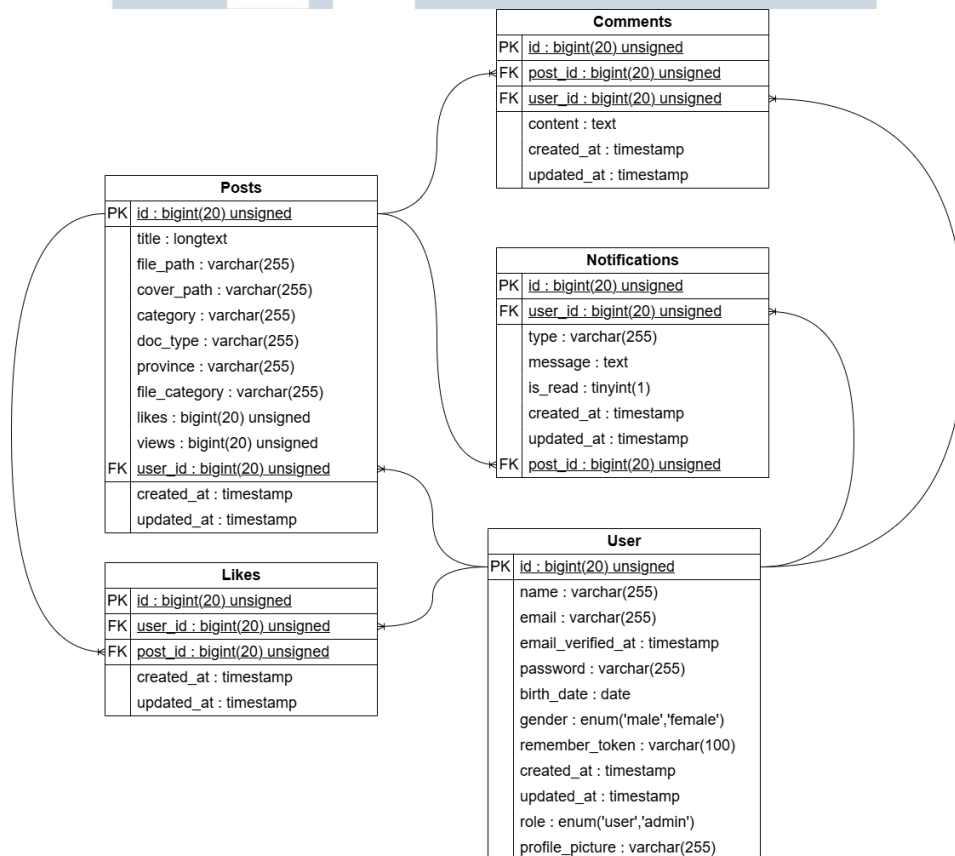 Comments
PK id : bigint(20) unsigned
FK post_id : bigint(20) unsigned
FK user_id : bigint(20) unsigned
content : text
created_at : timestamp
updated_at : timestamp
Posts
PK id : bigint(20) unsigned
title : longtext
file_path : varchar(255)
cover_path : varchar(255)
category : varchar(255)
doc_type : varchar(255)
province : varchar(255)
file_category : varchar(255)
likes : bigint(20) unsigned
views : bigint(20) unsigned
FK user_id : bigint(20) unsigned
created_at : timestamp
updated_at : timestamp
Notifications
PK id : bigint(20) unsigned
FK user_id : bigint(20) unsigned
type : varchar(255)
message : text
is_read : tinyint(1)
created_at : timestamp
updated_at : timestamp
FK post_id : bigint(20) unsigned
Likes
PK id : bigint(20) unsigned
FK user_id : bigint(20) unsigned
FK post_id : bigint(20) unsigned
created_at : timestamp
updated_at : timestamp
User
PK id : bigint(20) unsigned
name : varchar(255)
email : varchar(255)
email_verified_at : timestamp
password : varchar(255)
birth_date : date
gender : enum('male','female')
remember_token : varchar(100)
created_at : timestamp
updated_at : timestamp
role : enum('user','admin')
profile_picture : varchar(255)